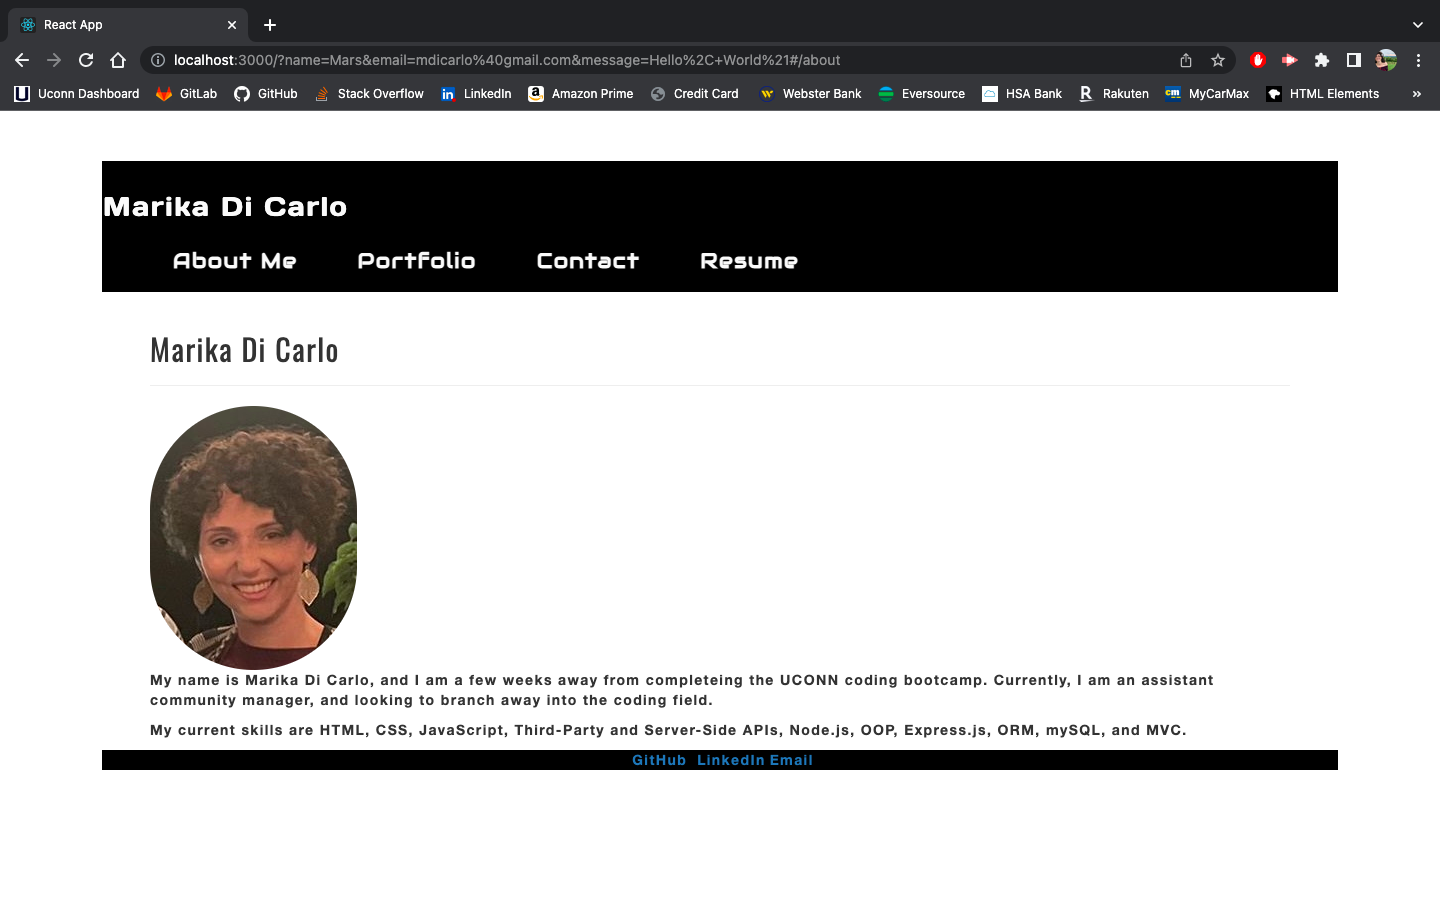 React App
localhost:3000/?name=Mars&email=mdicarlo%40gmail.com&message=Hello%2C+World%21#/about
Uconn Dashboard GitLab GitHub Stack Overflow LinkedIn Amazon Prime Credit Card Webster Bank Eversource HSA Bank Rakuten MyCarMax HTML Elements »
Marika Di Carlo
About Me Portfolio Contact Resume
Marika Di Carlo
My name is Marika Di Carlo, and I am a few weeks away from completeing the UCONN coding bootcamp. Currently, I am an assistant
community manager, and looking to branch away into the coding field.
My current skills are HTML, CSS, JavaScript, Third-Party and Server-Side APIs, Node.js, OOP, Express.js, ORM, mySQL, and MVC.
GitHub LinkedIn Email